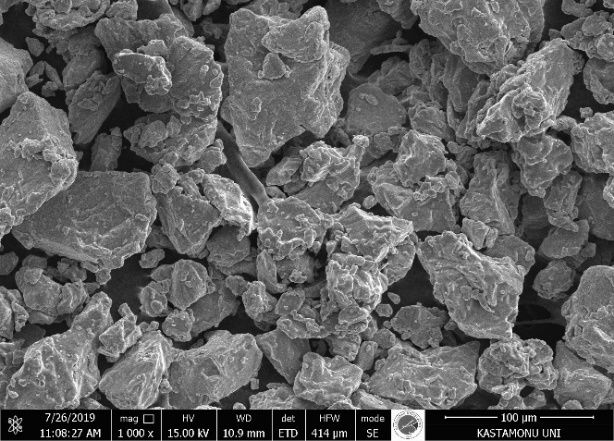 7/26/2019
11:08:27 AM
mag
1 000 x
HV
15.00 kV
WD
10.9 mm
det
ETD
HFW
414 µm
mode
SE
100 µm
KASTAMONU UNI